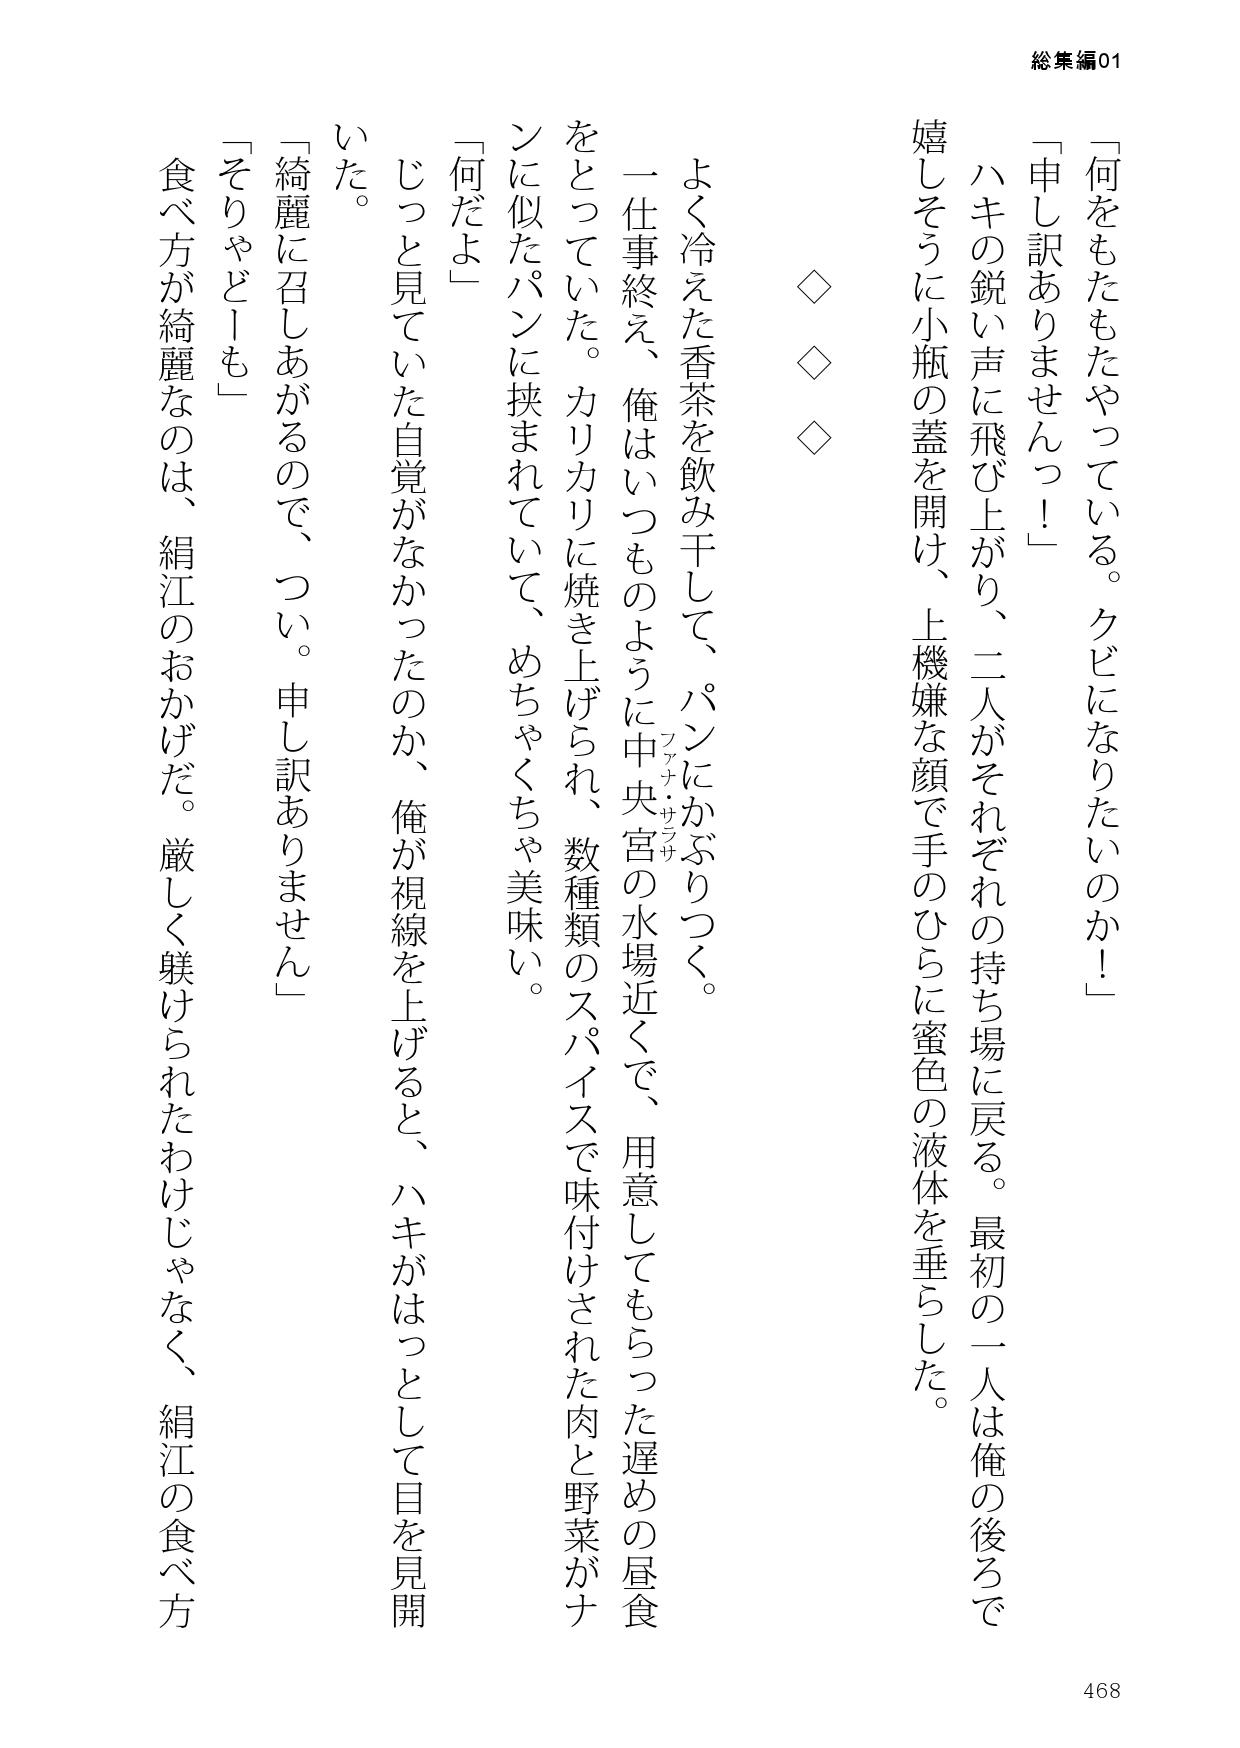 総集編01
「何をもたもたやっている。クビになりたいのか！」
「申し訳ありませんっ！」
ハキの鋭い声に飛び上がり、二人がそれぞれの持ち場に戻る。最初の一人は俺の後ろで
嬉しそうに小瓶の蓋を開け、上機嫌な顔で手のひらに蜜色の液体を垂らした。
◇　◇　◇
よく冷えた香茶を飲み干して、パンにかぶりつく。
ファナ・サラサ
一仕事終え、俺はいつものように中央宮の水場近くで、用意してもらった遅めの昼食
をとっていた。カリカリに焼き上げられ、数種類のスパイスで味付けされた肉と野菜がナ
ンに似たパンに挟まれていて、めちゃくちゃ美味い。
「何だよ」
じっと見ていた自覚がなかったのか、俺が視線を上げると、ハキがはっとして目を見開
いた。
「綺麗に召しあがるので、つい。申し訳ありません」
「そりゃどーも」
食べ方が綺麗なのは、絹江のおかげだ。厳しく躾けられたわけじゃなく、絹江の食べ方
468